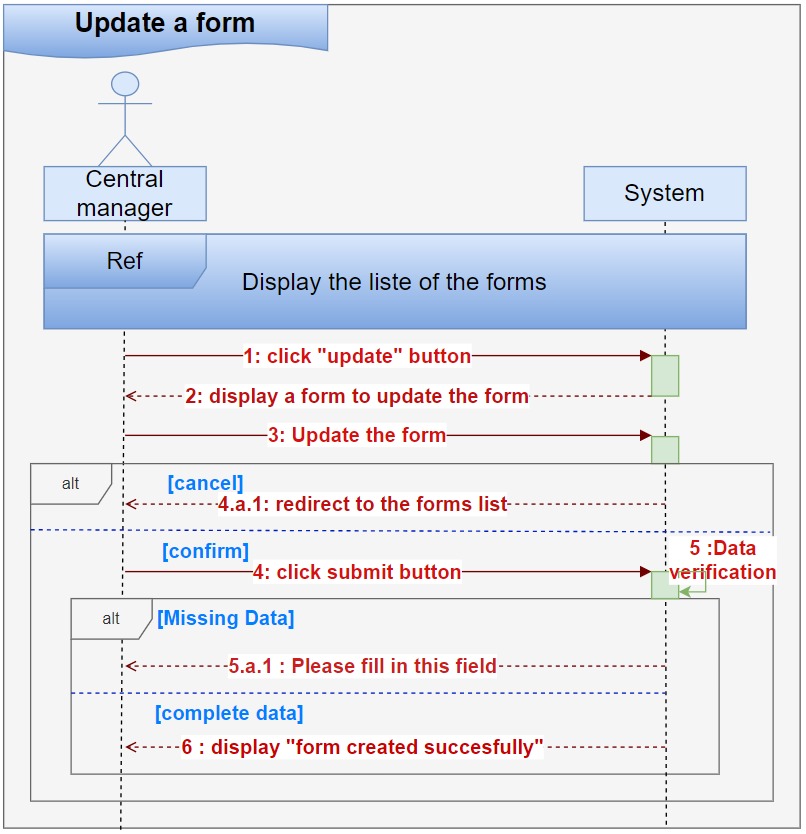 Update a form
Central
manager
System
Ref
Display the liste of the forms
1: click "update" button
2: display a form to update the form
3: Update the form
alt
[cancel]
4.a.1: redirect to the forms list
[confirm]
5 :Data
verification
4: click submit button
alt
[Missing Data]
5.a.1 : Please fill in this field
[complete data]
6 : display "form created succesfully"